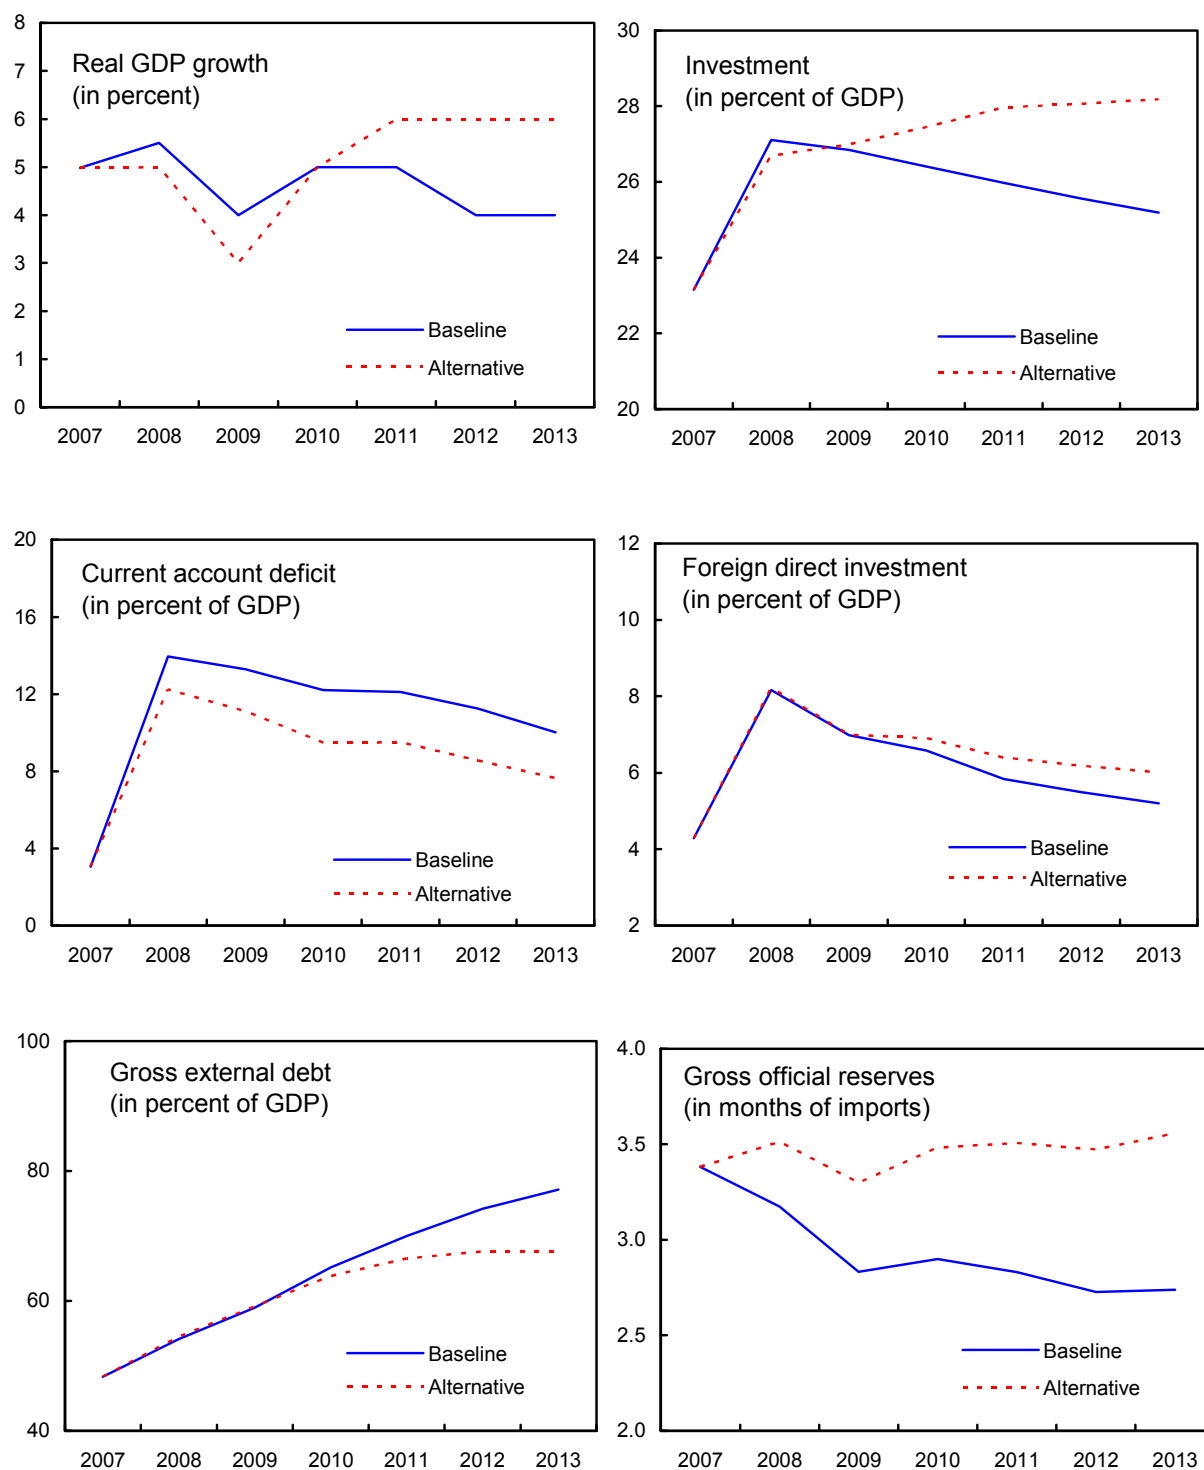 Real GDP growth
(in percent)
8
7
6
5
4
3
2
1
0
Baseline
Alternative
2007 2008 2009 2010 2011 2012 2013
Investment
(in percent of GDP)
30
28
26
24
22
20
Baseline
Alternative
2007 2008 2009 2010 2011 2012 2013
Current account deficit
(in percent of GDP)
20
16
12
8
4
0
Baseline
Alternative
2007 2008 2009 2010 2011 2012 2013
Foreign direct investment
(in percent of GDP)
12
10
8
6
4
2
Baseline
Alternative
2007 2008 2009 2010 2011 2012 2013
Gross external debt
(in percent of GDP)
100
80
60
40
Baseline
Alternative
2007 2008 2009 2010 2011 2012 2013
Gross official reserves
(in months of imports)
4.0
3.5
3.0
2.5
2.0
Baseline
Alternative
2007 2008 2009 2010 2011 2012 2013